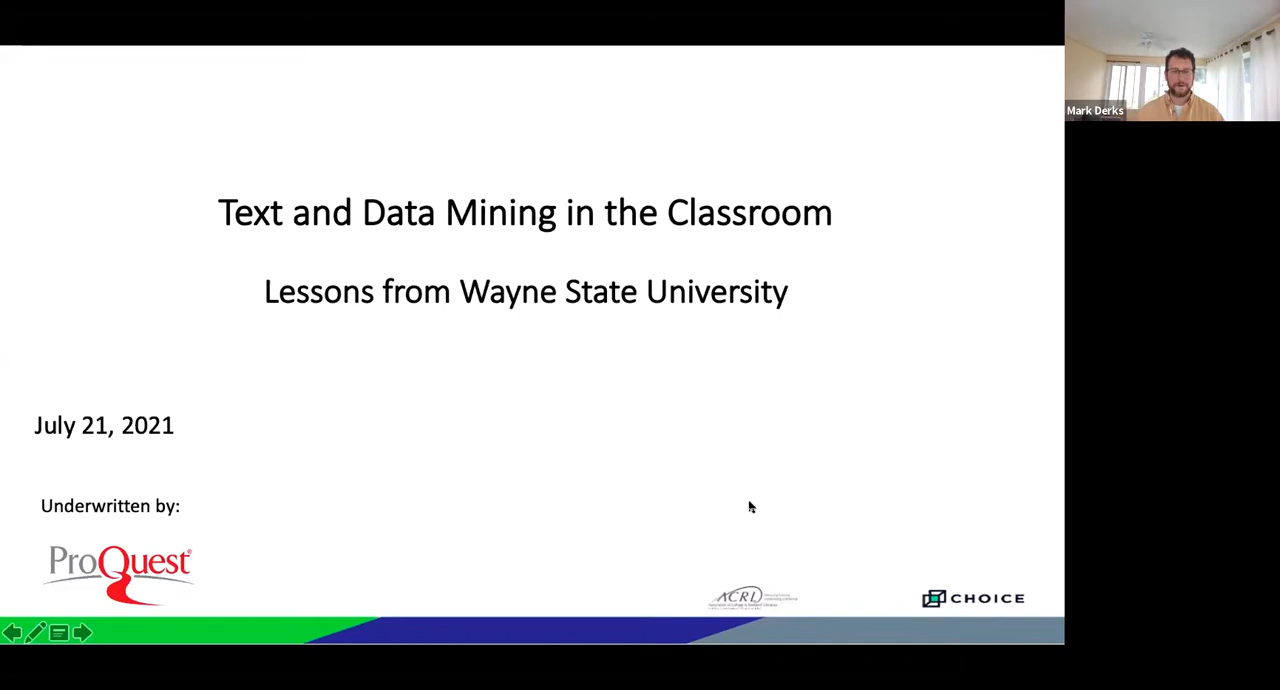 Text and Data Mining in the Classroom
Lessons from Wayne State University
July 21, 2021
Underwritten by:
ProQuest®
ACRL
CHOICE
Mark Derks